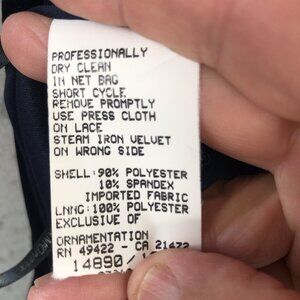 PROFESSIONALLY
DRY CLEAN
IN NET BAG
SHORT CYCLE
REMOVE PROMPTLY
USE PRESS CLOTH
ON LACE
STEAM IRON VELVET
ON WRONG SIDE
SHELL: 90% POLYESTER
10% SPANDEX
IMPORTED FABRIC
LNNG: 100% POLYESTER
EXCLUSIVE OF
ORNAMENTATION
RN 49422 - CA 21472
14890/